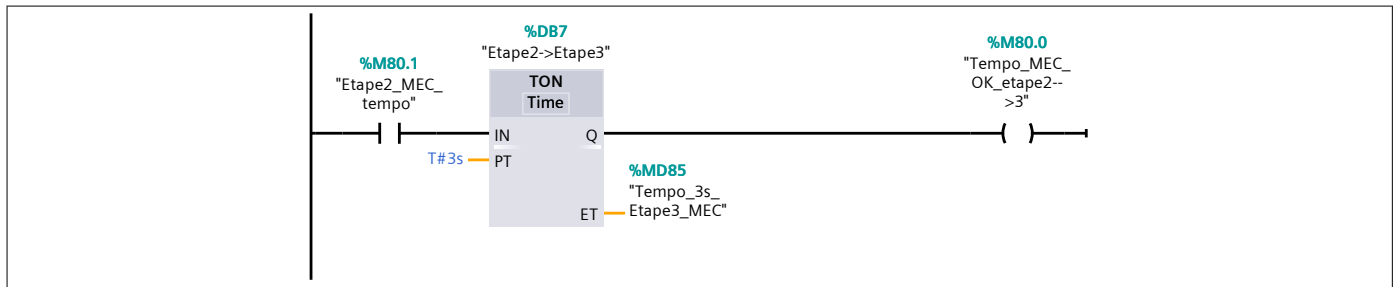 %DB7
"Etape2->Etape3"
%M80.1
"Etape2_MEC_
tempo"
TON
Time
%M80.0
"Tempo_MEC_
OK_etape2--
>3"
IN
Q
T#3s
PT
%MD85
"Tempo_3s_
Etape3_MEC"
ET